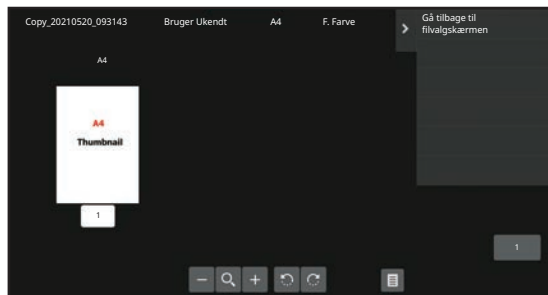 Copy_20210520_093143 Bruger Ukendt A4 F. Farve
Gå tilbage til
filvalgskærmen
A4
A4
Thumbnail
1
1